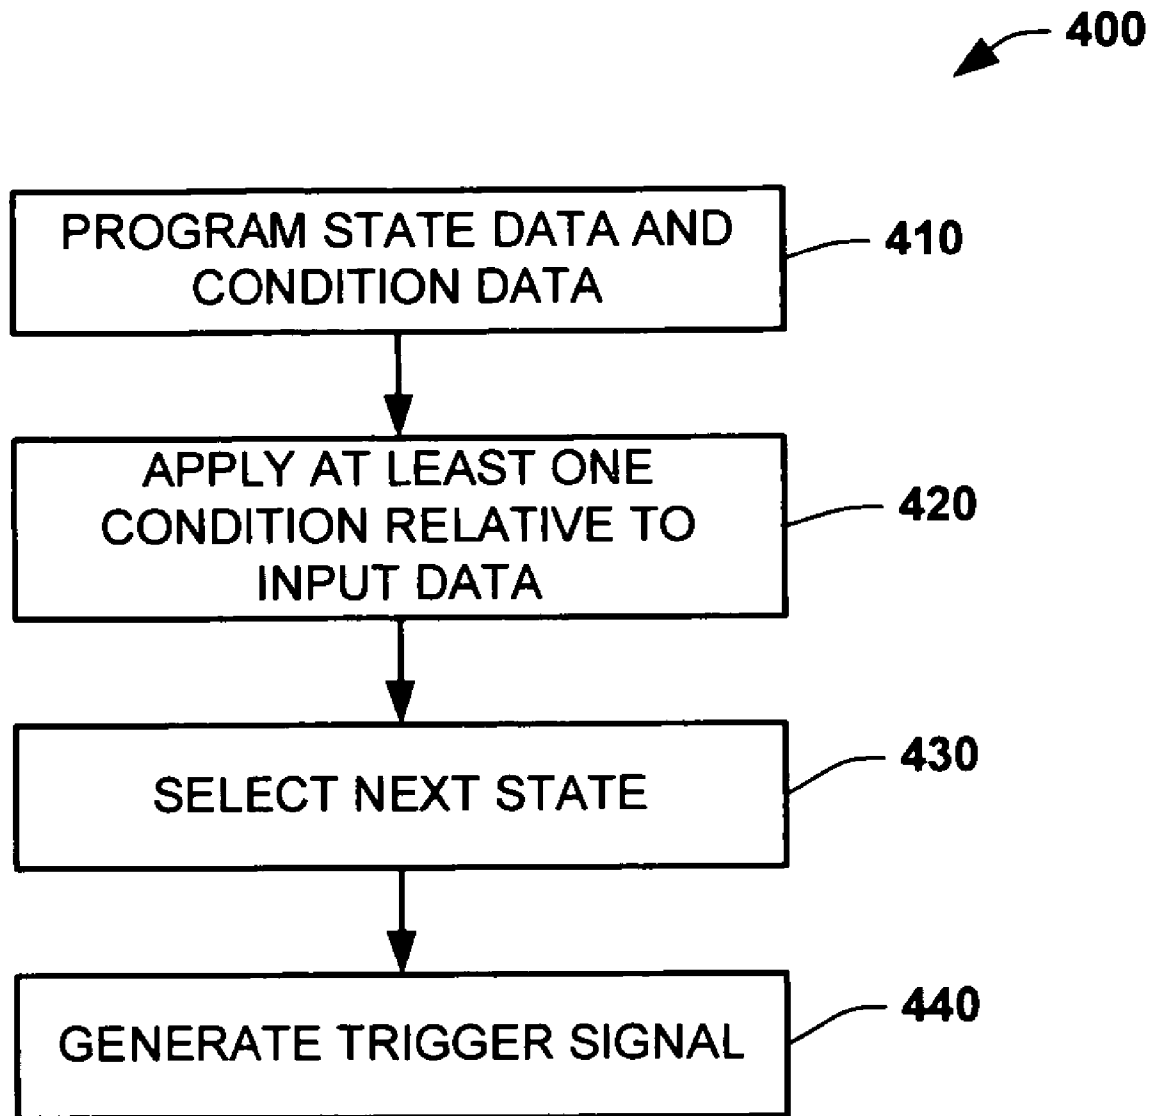 400
PROGRAM STATE DATA AND
CONDITION DATA
410
APPLY AT LEAST ONE
CONDITION RELATIVE TO
INPUT DATA
420
SELECT NEXT STATE
430
GENERATE TRIGGER SIGNAL
440